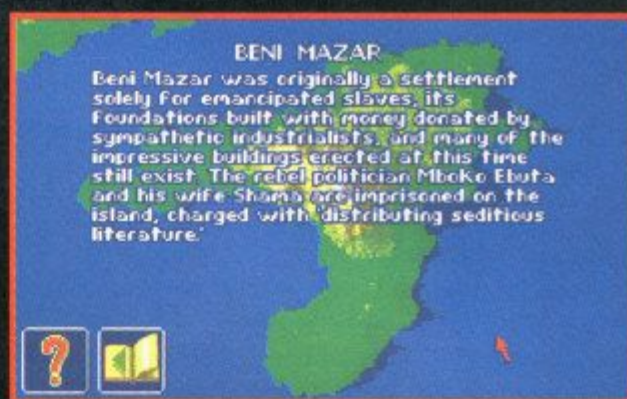 BENI MAZAR
Beni Mazar was originally a settlement
solely for emancipated slaves, its
foundations built with money donated by
sympathetic industrialists, and many of the
impressive buildings erected at this time
still exist. The rebel politician Mboko Ebuta
and his wife Shama are imprisoned on the
island, charged with 'distributing seditious
literature.'
?